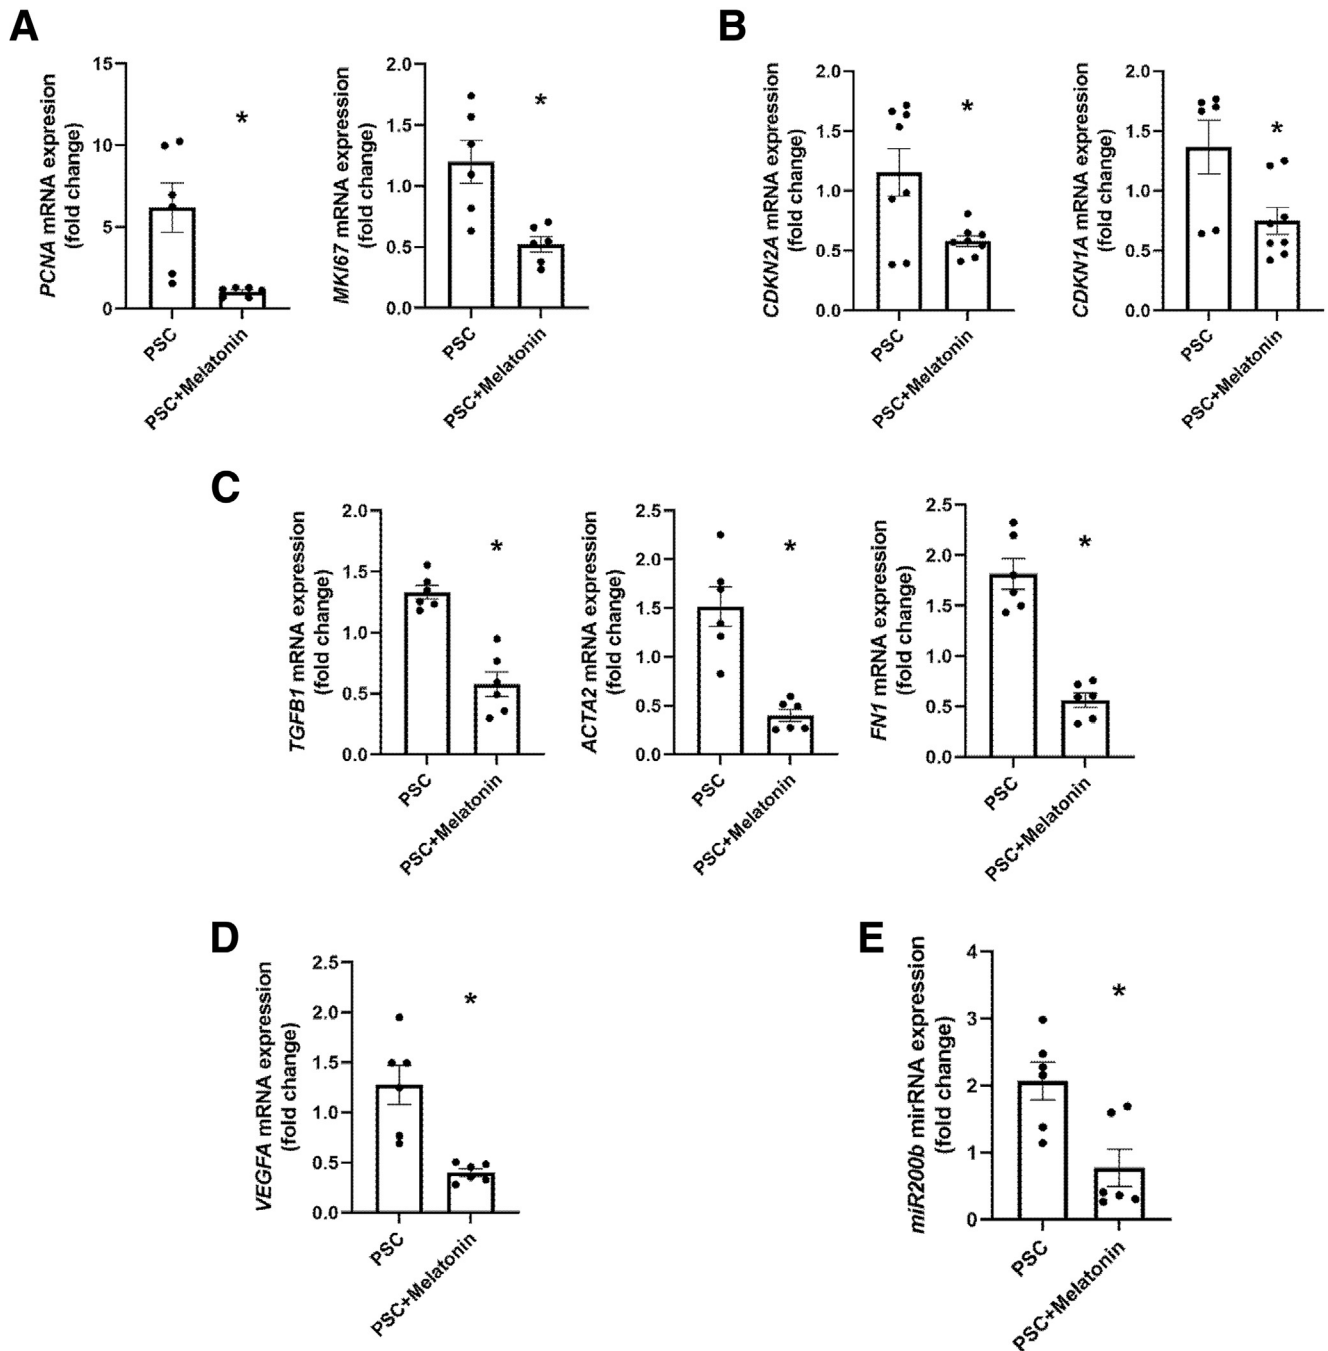 A
PCNA mRNA expression
(fold change)
15
10
5
0
*
PSC
PSC+Melatonin
MKI67 mRNA expression
(fold change)
2.0
1.5
1.0
0.5
0.0
*
PSC
PSC+Melatonin
B
CDKN2A mRNA expression
(fold change)
2.0
1.5
1.0
0.5
0.0
*
PSC
PSC+Melatonin
CDKN1A mRNA expression
(fold change)
2.0
1.5
1.0
0.5
0.0
*
PSC
PSC+Melatonin
C
TGFB1 mRNA expression
(fold change)
2.0
1.5
1.0
0.5
0.0
*
PSC
PSC+Melatonin
ACTA2 mRNA expression
(fold change)
2.5
2.0
1.5
1.0
0.5
0.0
*
PSC
PSC+Melatonin
FN1 mRNA expression
(fold change)
2.5
2.0
1.5
1.0
0.5
0.0
*
PSC
PSC+Melatonin
D
VEGFA mRNA expression
(fold change)
2.5
2.0
1.5
1.0
0.5
0.0
*
PSC
PSC+Melatonin
E
miR200b mirRNA expression
(fold change)
4
3
2
1
0
*
PSC
PSC+Melatonin